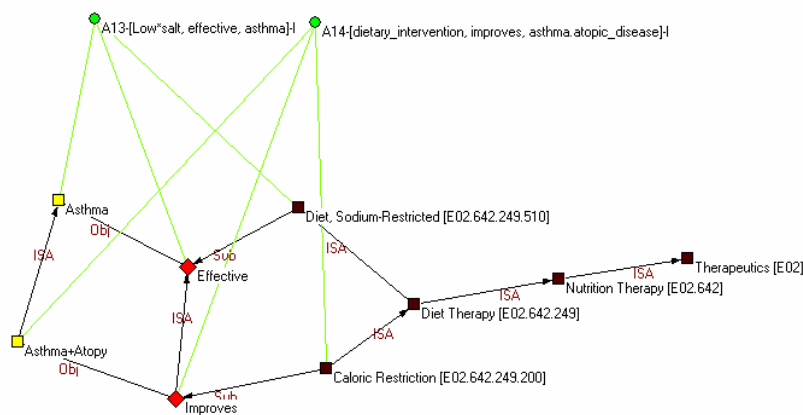 A13-[Low*salt, effective, asthma]-I
A14-[dietary_intervention, improves, asthma.atopic_disease]-I
Asthma
Obj
Diet, Sodium-Restricted [E02.642.249.510]
Sub
ISA
ISA
Effective
ISA
Therapeutics [E02]
ISA
Nutrition Therapy [E02.642]
Diet Therapy [E02.642.249]
ISA
ISA
Asthma+Atopy
Obj
Caloric Restriction [E02.642.249.200]
Sub
Improves